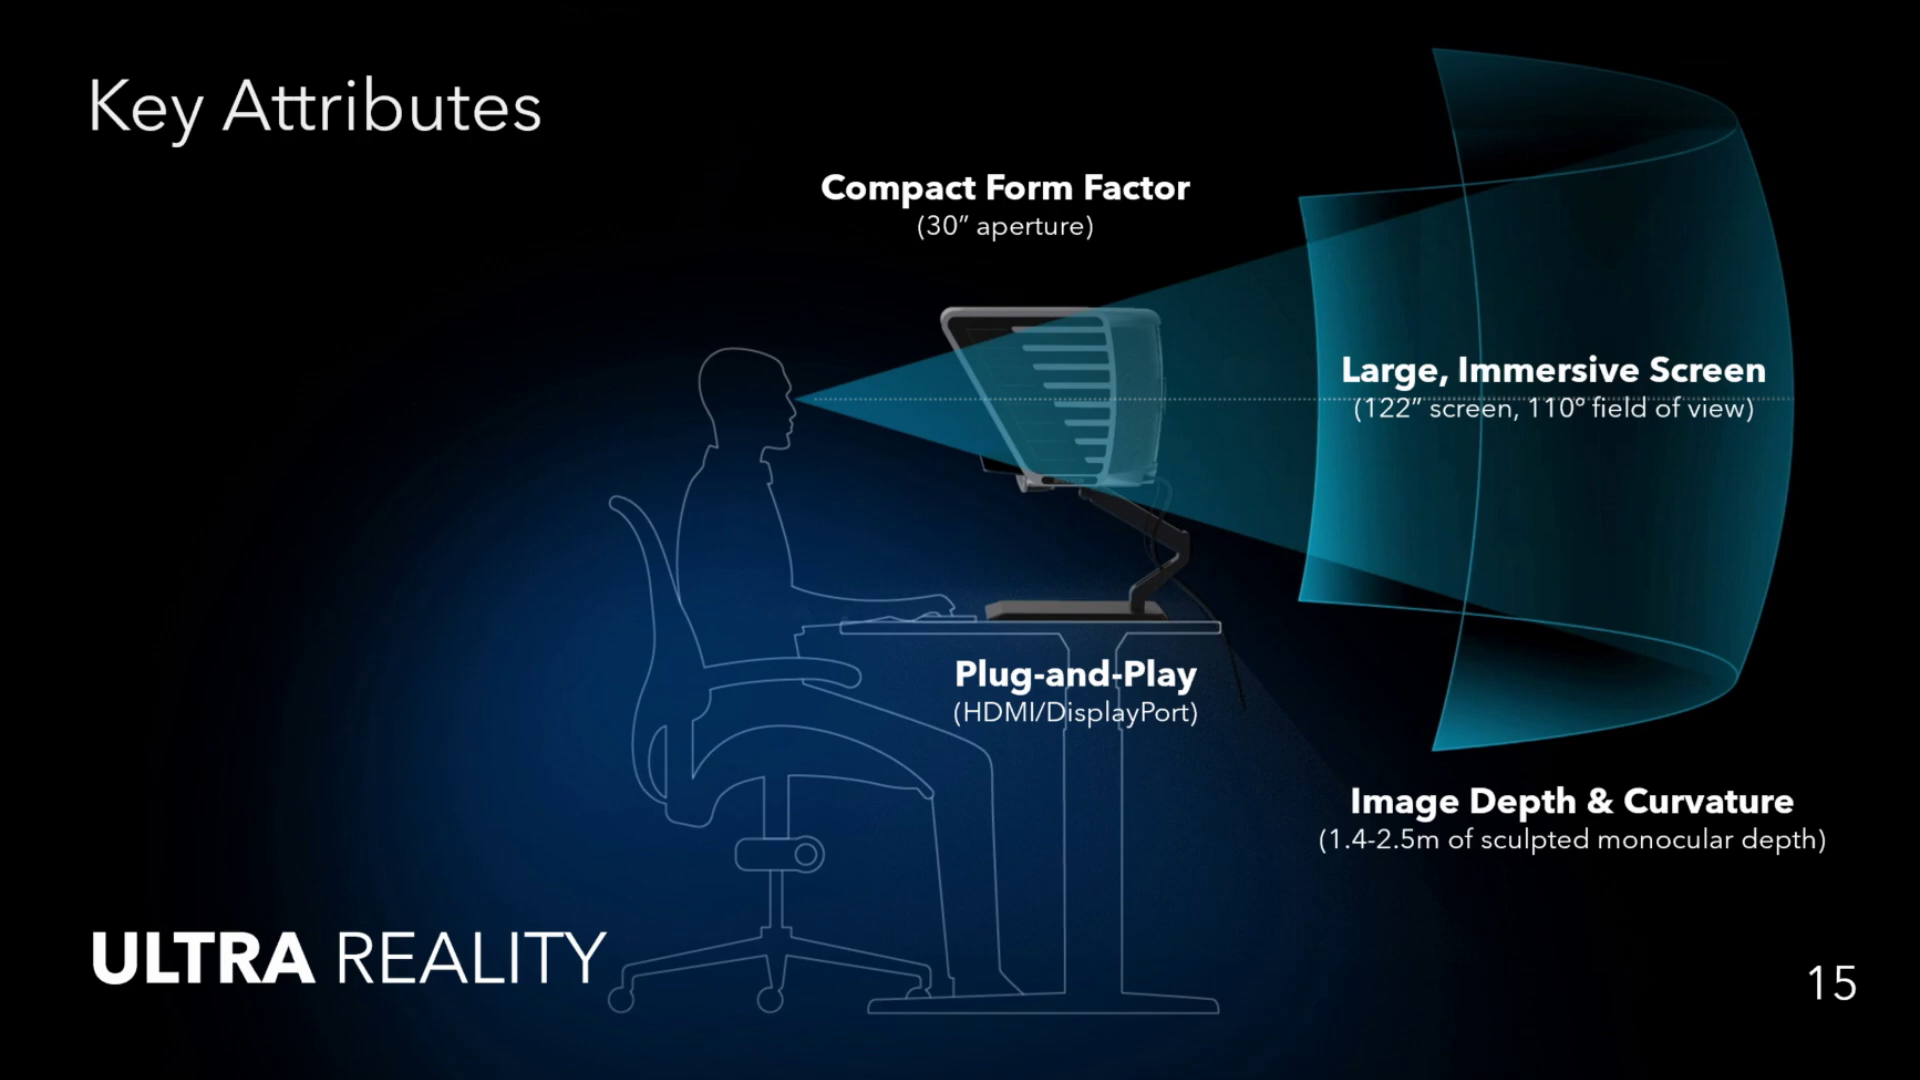 Key Attributes
Compact Form Factor
(30” aperture)
Large, Immersive Screen
(122” screen, 110° field of view)
Plug-and-Play
(HDMI/DisplayPort)
Image Depth & Curvature
(1.4-2.5m of sculpted monocular depth)
ULTRA REALITY
15